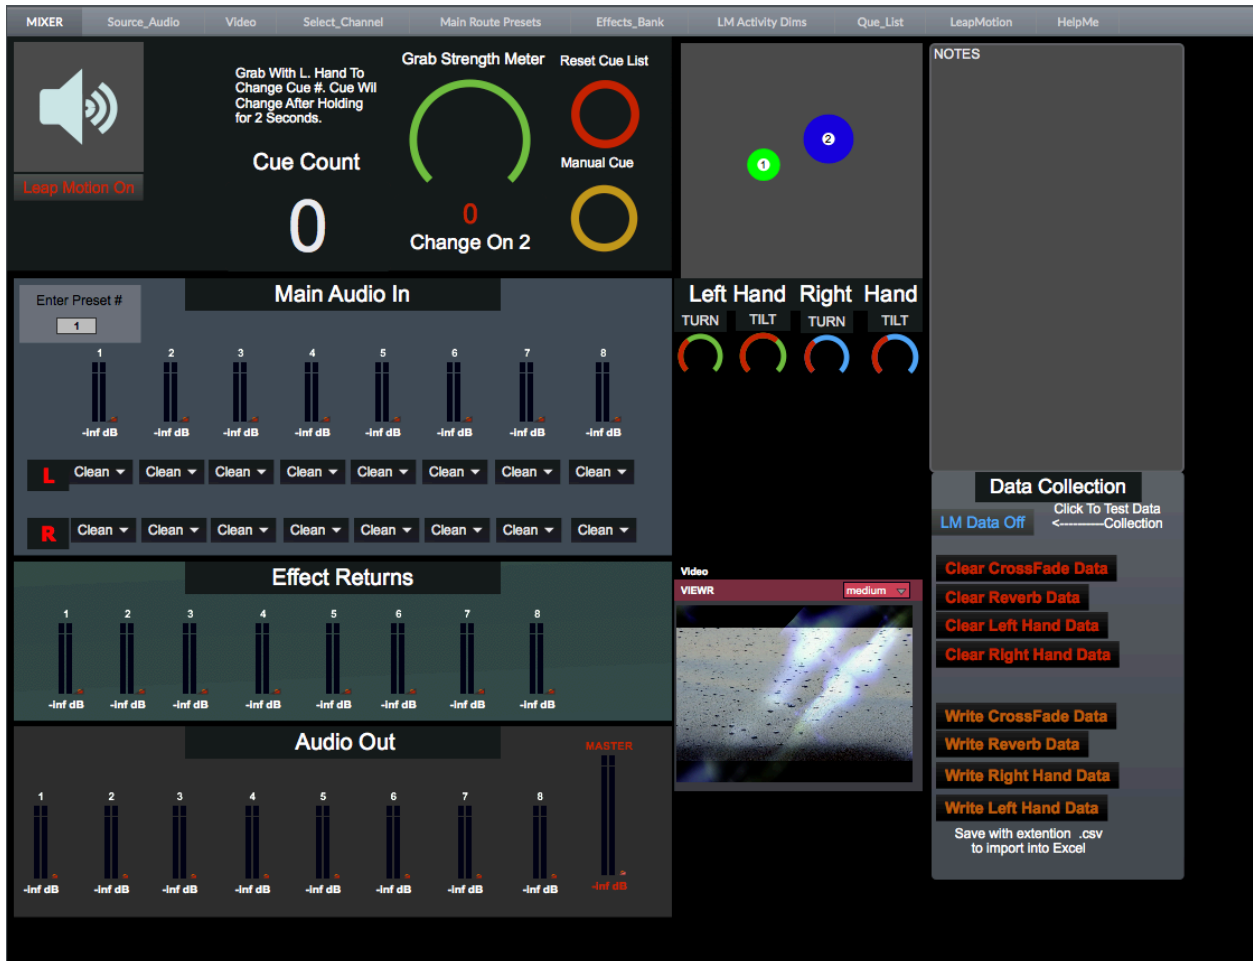 MIXER Source_Audio Video Select_Channel Main Route Presets Effects_Bank LM Activity Dims Que_List LeapMotion HelpMe
Leap Motion On
Grab With L. Hand To
Change Cue #. Cue Wil
Change After Holding
for 2 Seconds.
Cue Count
0
Grab Strength Meter
0
Change On 2
Reset Cue List
Manual Cue
1
2
NOTES
Enter Preset #
1
Main Audio In
1 2 3 4 5 6 7 8
-inf dB -inf dB -inf dB -inf dB -inf dB -inf dB -inf dB -inf dB
L Clean Clean Clean Clean Clean Clean Clean Clean
R Clean Clean Clean Clean Clean Clean Clean Clean
Left Hand Right Hand
TURN TILT TURN TILT
Effect Returns
1 2 3 4 5 6 7 8
-inf dB -inf dB -inf dB -inf dB -inf dB -inf dB -inf dB -inf dB
Video
VIEWR medium
Audio Out
MASTER
1 2 3 4 5 6 7 8
-inf dB -inf dB -inf dB -inf dB -inf dB -inf dB -inf dB -inf dB -inf dB
Data Collection
LM Data Off
Click To Test Data
<----------Collection
Clear CrossFade Data
Clear Reverb Data
Clear Left Hand Data
Clear Right Hand Data
Write CrossFade Data
Write Reverb Data
Write Right Hand Data
Write Left Hand Data
Save with extention .csv
to import into Excel